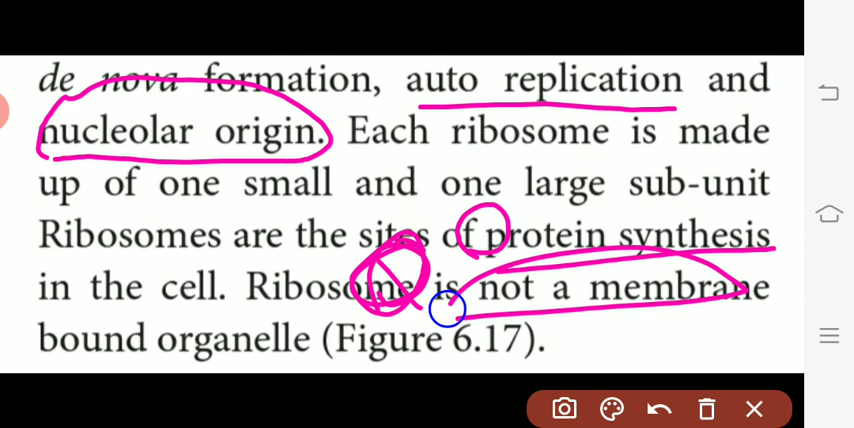 de nova formation, auto replication and
nucleolar origin. Each ribosome is made
up of one small and one large sub-unit
Ribosomes are the sites of protein synthesis
in the cell. Ribosome is not a membrane
bound organelle (Figure 6.17).